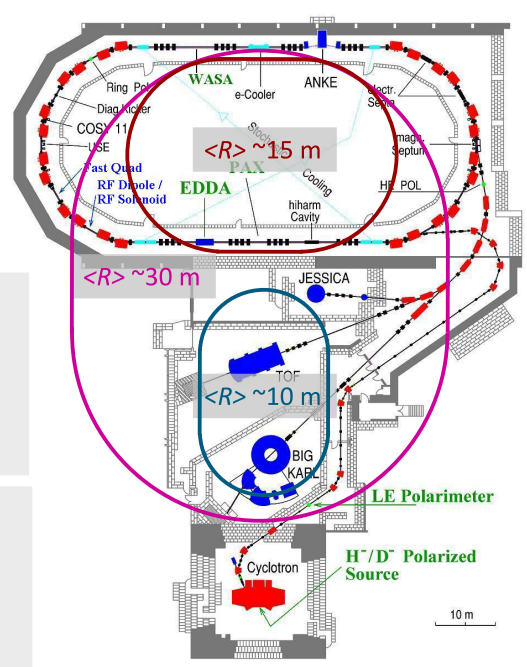 WASA
e-Cooler
ANKE
Ring Pol
electr.
Septa
Diag.Kicker
COSY 11
USE
Stochastic
Cooling
<R> ~15 m
magn.
Septum
Fast Quad
PAX
RF Dipole /
RF Solenoid
EDDA
HE POL
hiharm
Cavity
<R> ~30 m
JESSICA
TOF
<R> ~10 m
BIG
KARL
LE Polarimeter
H⁻/D⁻ Polarized
Source
Cyclotron
10 m